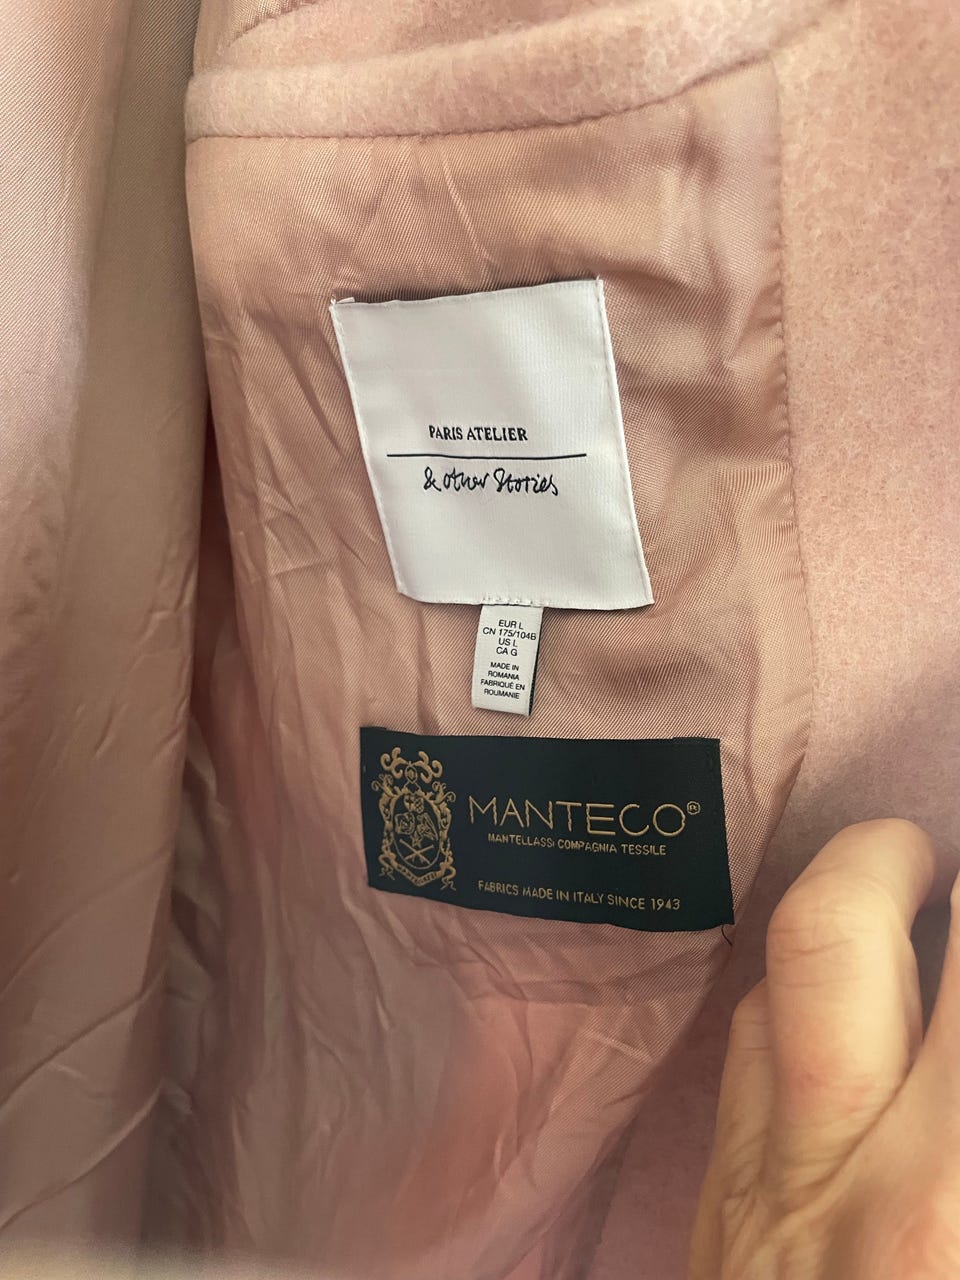 PARIS ATELIER
& other Stories
EUR L
CN 175/104B
US L
CA G
MADE IN
ROMANIA
FABRIQUÉ EN
ROUMANIE
MANTECO®
MANTELLASSI COMPAGNIA TESSILE
FABRICS MADE IN ITALY SINCE 1943